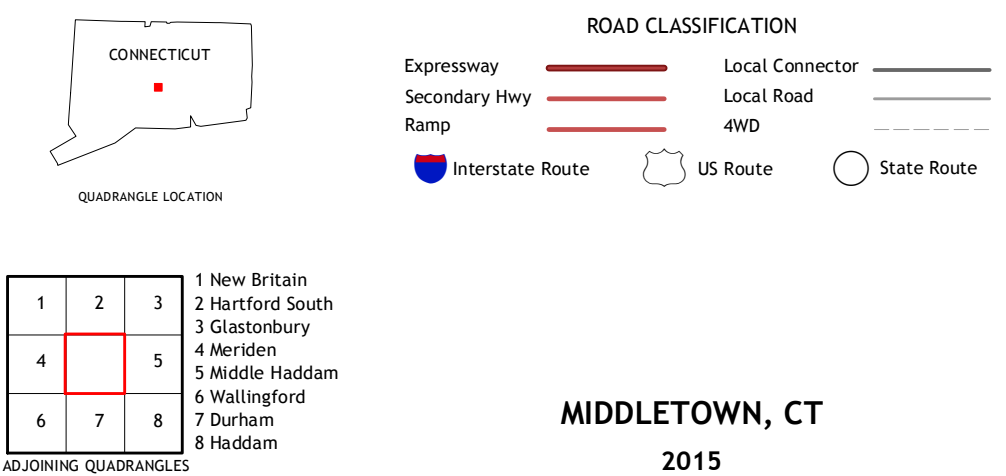 CONNECTICUT
QUADRANGLE LOCATION
ROAD CLASSIFICATION
Expressway
Secondary Hwy
Ramp
Local Connector
Local Road
4WD
Interstate Route
US Route
State Route
1 2 3
4 5
6 7 8
ADJOINING QUADRANGLES
1 New Britain
2 Hartford South
3 Glastonbury
4 Meriden
5 Middle Haddam
6 Wallingford
7 Durham
8 Haddam
MIDDLETOWN, CT
2015